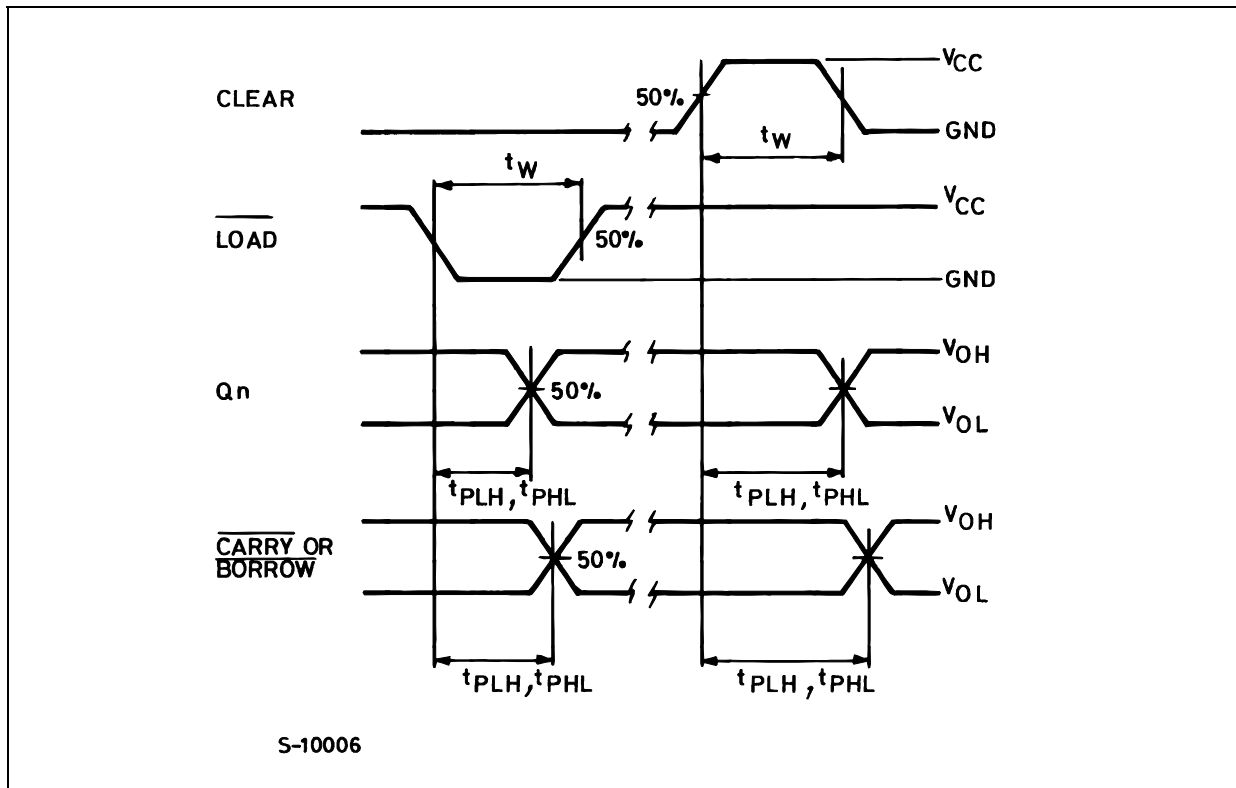 VCC
CLEAR
50%
GND
tW
tW
VCC
LOAD
50%
GND
VOH
Qn
50%
VOL
tPLH, tPHL
tPLH, tPHL
VOH
CARRY OR
BORROW
50%
VOL
tPLH, tPHL
tPLH, tPHL
S-10006